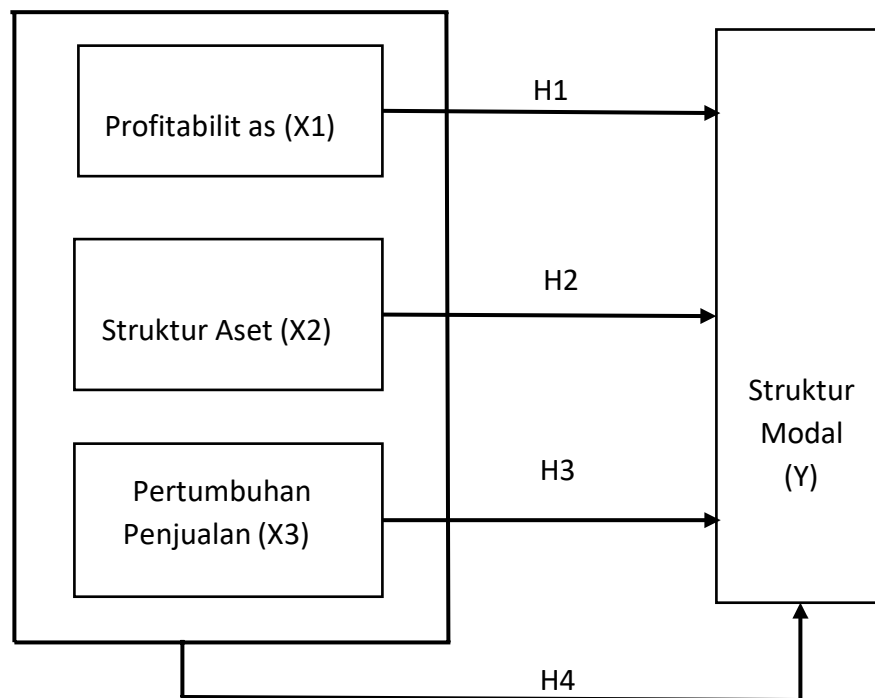 H1
Profitabilit as (X1)
H2
Struktur Aset (X2)
Struktur
Modal
(Y)
H3
Pertumbuhan
Penjualan (X3)
H4